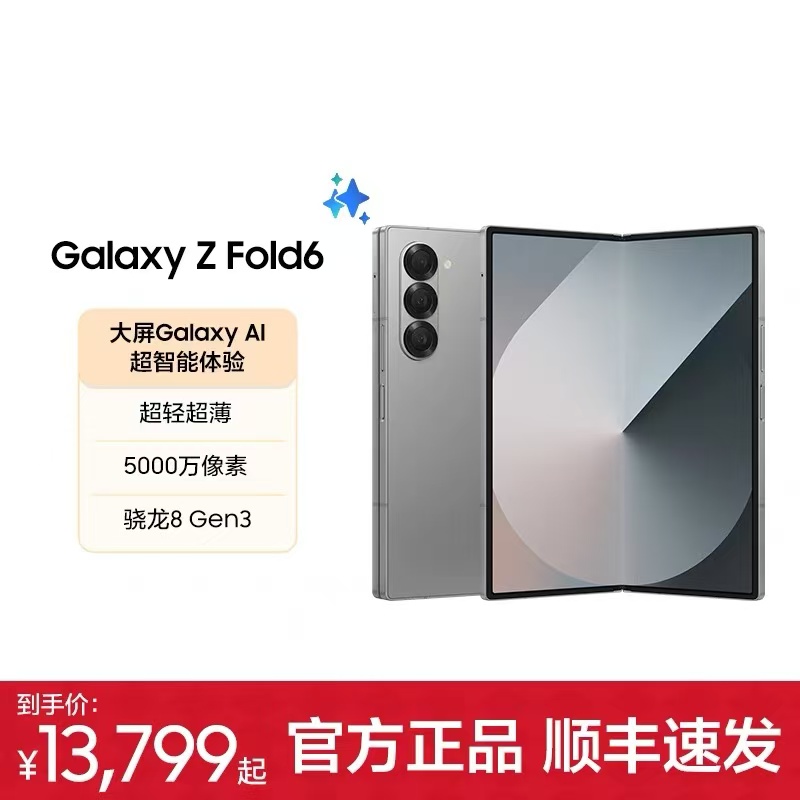 Galaxy Z Fold6
大屏Galaxy AI
超智能体验
超轻超薄
5000万像素
骁龙8 Gen3
到手价:
¥13,799起
官方正品 顺丰速发